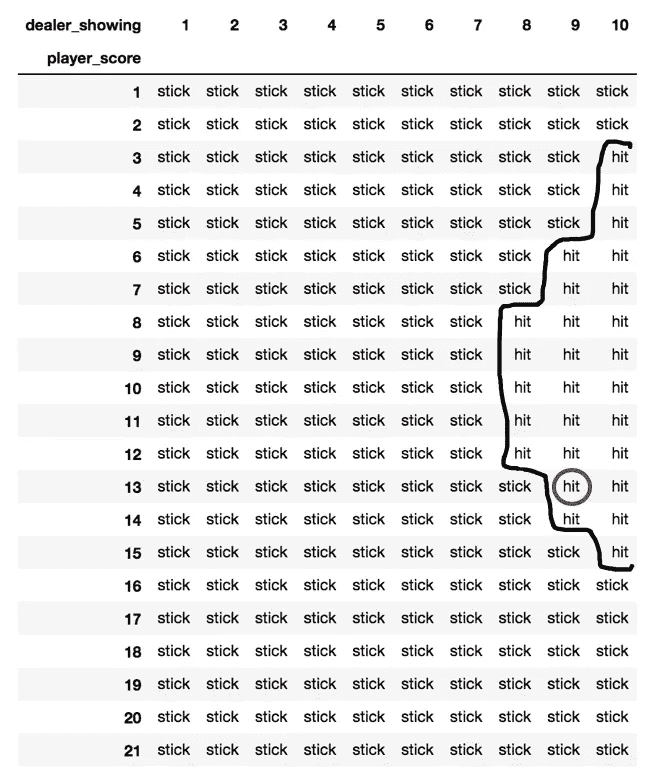 dealer_showing 1 2 3 4 5 6 7 8 9 10
player_score
1 stick stick stick stick stick stick stick stick stick stick
2 stick stick stick stick stick stick stick stick stick stick
3 stick stick stick stick stick stick stick stick stick hit
4 stick stick stick stick stick stick stick stick stick hit
5 stick stick stick stick stick stick stick stick stick hit
6 stick stick stick stick stick stick stick stick hit hit
7 stick stick stick stick stick stick stick stick hit hit
8 stick stick stick stick stick stick stick hit hit hit
9 stick stick stick stick stick stick stick hit hit hit
10 stick stick stick stick stick stick stick hit hit hit
11 stick stick stick stick stick stick stick hit hit hit
12 stick stick stick stick stick stick stick hit hit hit
13 stick stick stick stick stick stick stick stick hit hit
14 stick stick stick stick stick stick stick stick hit hit
15 stick stick stick stick stick stick stick stick stick hit
16 stick stick stick stick stick stick stick stick stick stick
17 stick stick stick stick stick stick stick stick stick stick
18 stick stick stick stick stick stick stick stick stick stick
19 stick stick stick stick stick stick stick stick stick stick
20 stick stick stick stick stick stick stick stick stick stick
21 stick stick stick stick stick stick stick stick stick stick